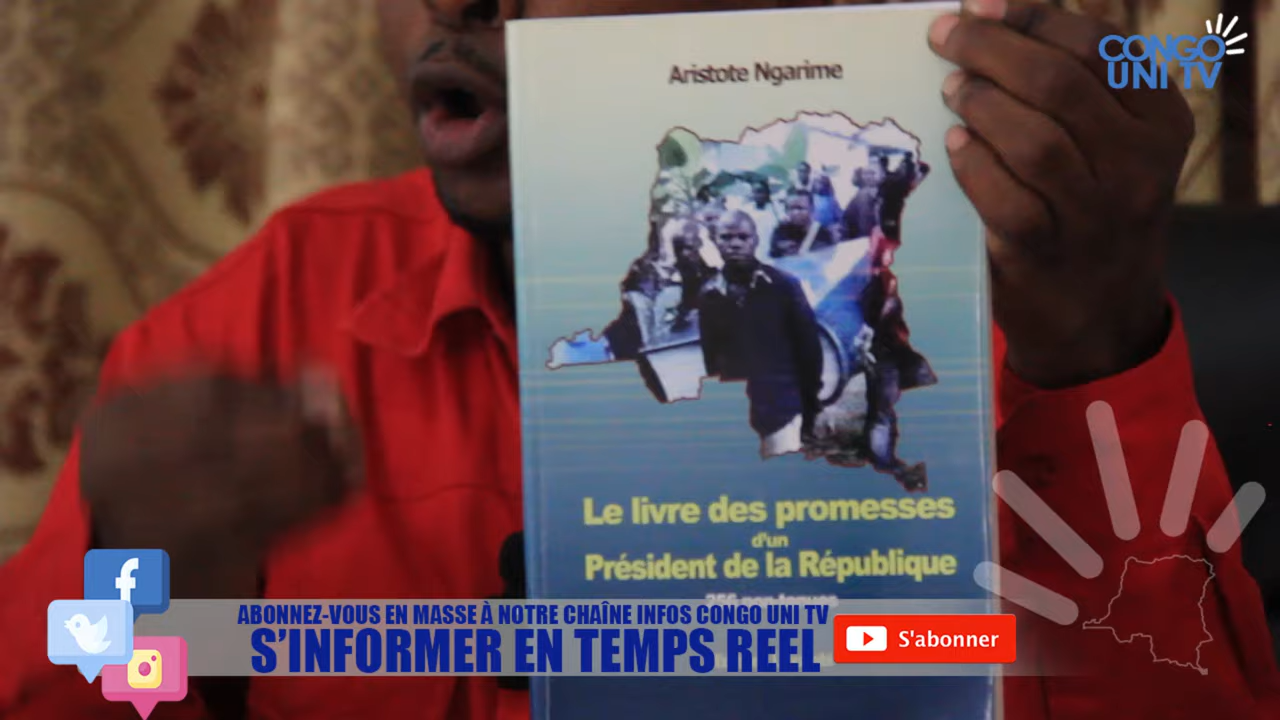 CONGO
UNI TV
Aristote Ngarime
Le livre des promesses
d'un
Président de la République
ABONNEZ-VOUS EN MASSE À NOTRE CHAÎNE INFOS CONGO UNI TV
S'INFORMER EN TEMPS REEL
S'abonner